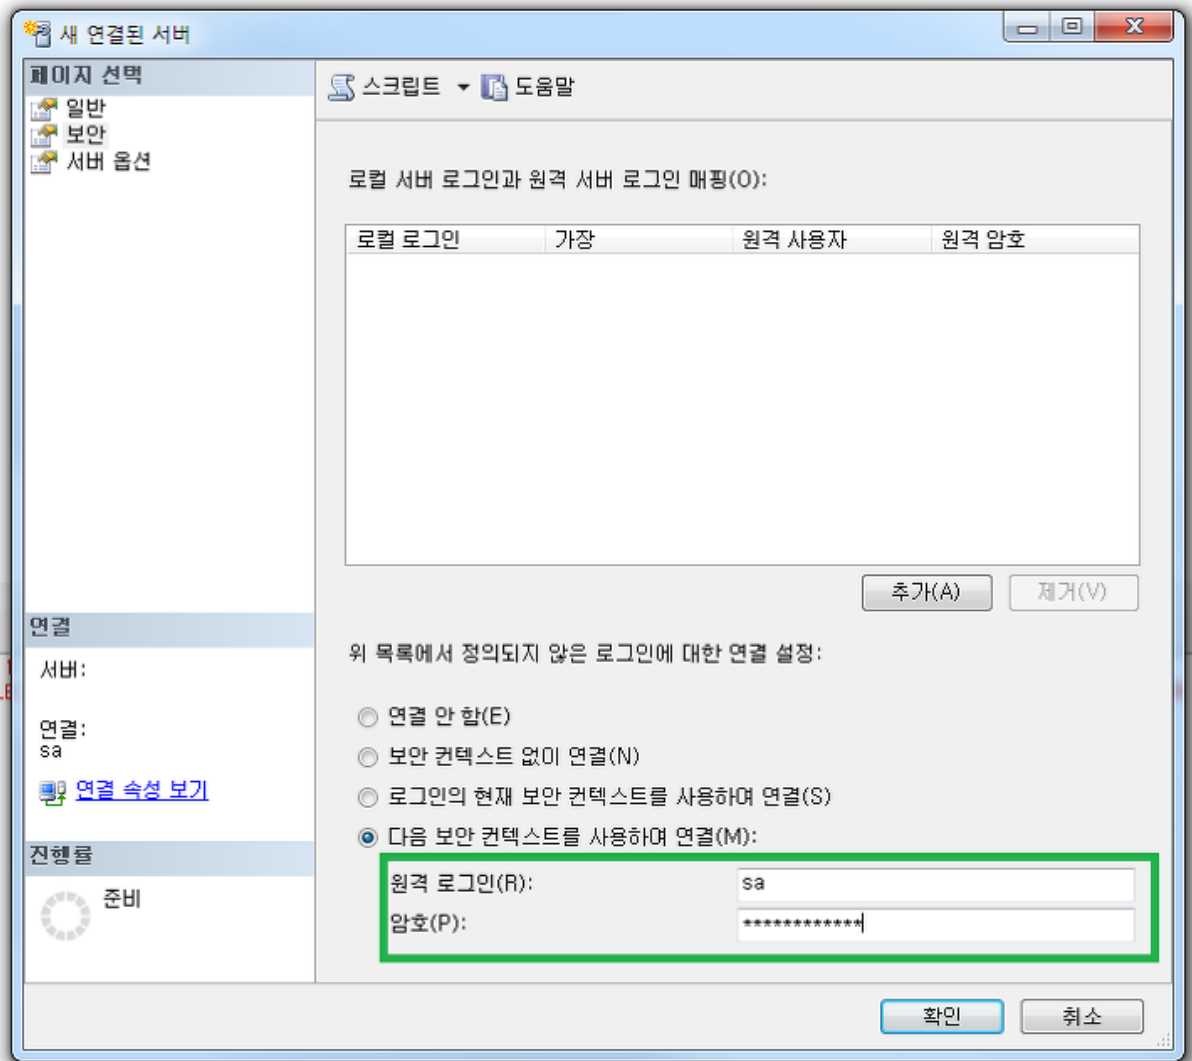 새 연결된 서버
페이지 선택
일반
보안
서버 옵션
스크립트 도움말
로컬 서버 로그인과 원격 서버 로그인 매핑(O):
로컬 로그인 가장 원격 사용자 원격 암호
추가(A) 제거(V)
위 목록에서 정의되지 않은 로그인에 대한 연결 설정:
연결 안 함(E)
보안 컨텍스트 없이 연결(N)
로그인의 현재 보안 컨텍스트를 사용하여 연결(S)
다음 보안 컨텍스트를 사용하여 연결(M):
원격 로그인(R): sa
암호(P): ************
연결
서버:
연결:
sa
연결 속성 보기
진행률
준비
확인 취소